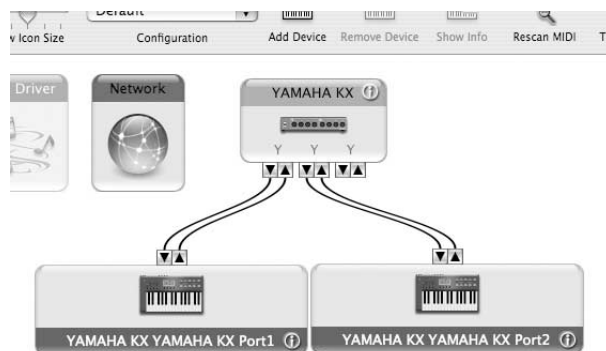 Default
w Icon Size
Configuration
Add Device
Remove Device
Show Info
Rescan MIDI
T
Driver
Network
YAMAHA KX
Y Y Y
YAMAHA KX YAMAHA KX Port1
YAMAHA KX YAMAHA KX Port2